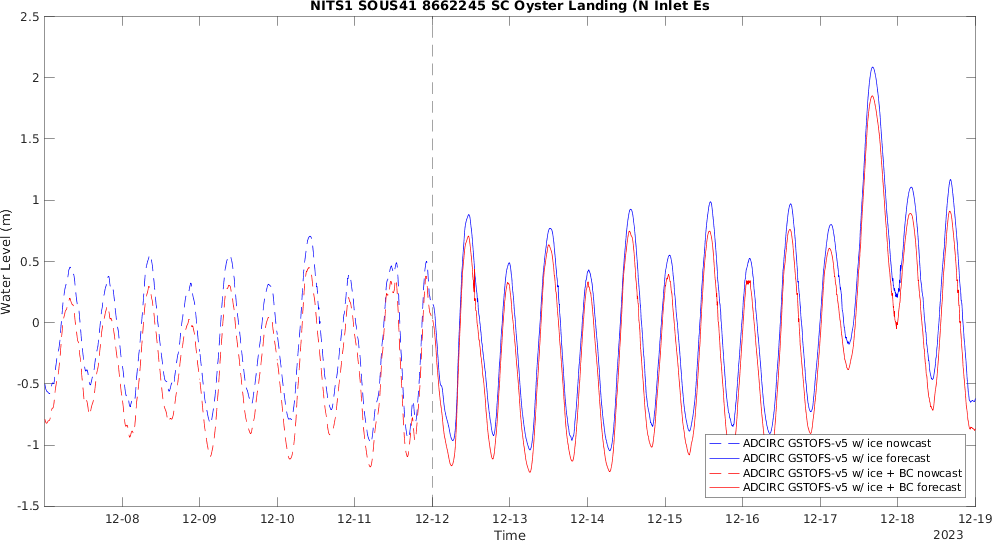 NITS1 SOUS41 8662245 SC Oyster Landing (N Inlet Es
2.5
2
1.5
1
0.5
0
-0.5
-1
-1.5
Water Level (m)
12-08 12-09 12-10 12-11 12-12 12-13 12-14 12-15 12-16 12-17 12-18 12-19
Time
2023
ADCIRC GSTOFS-v5 w/ ice nowcast
ADCIRC GSTOFS-v5 w/ ice forecast
ADCIRC GSTOFS-v5 w/ ice + BC nowcast
ADCIRC GSTOFS-v5 w/ ice + BC forecast